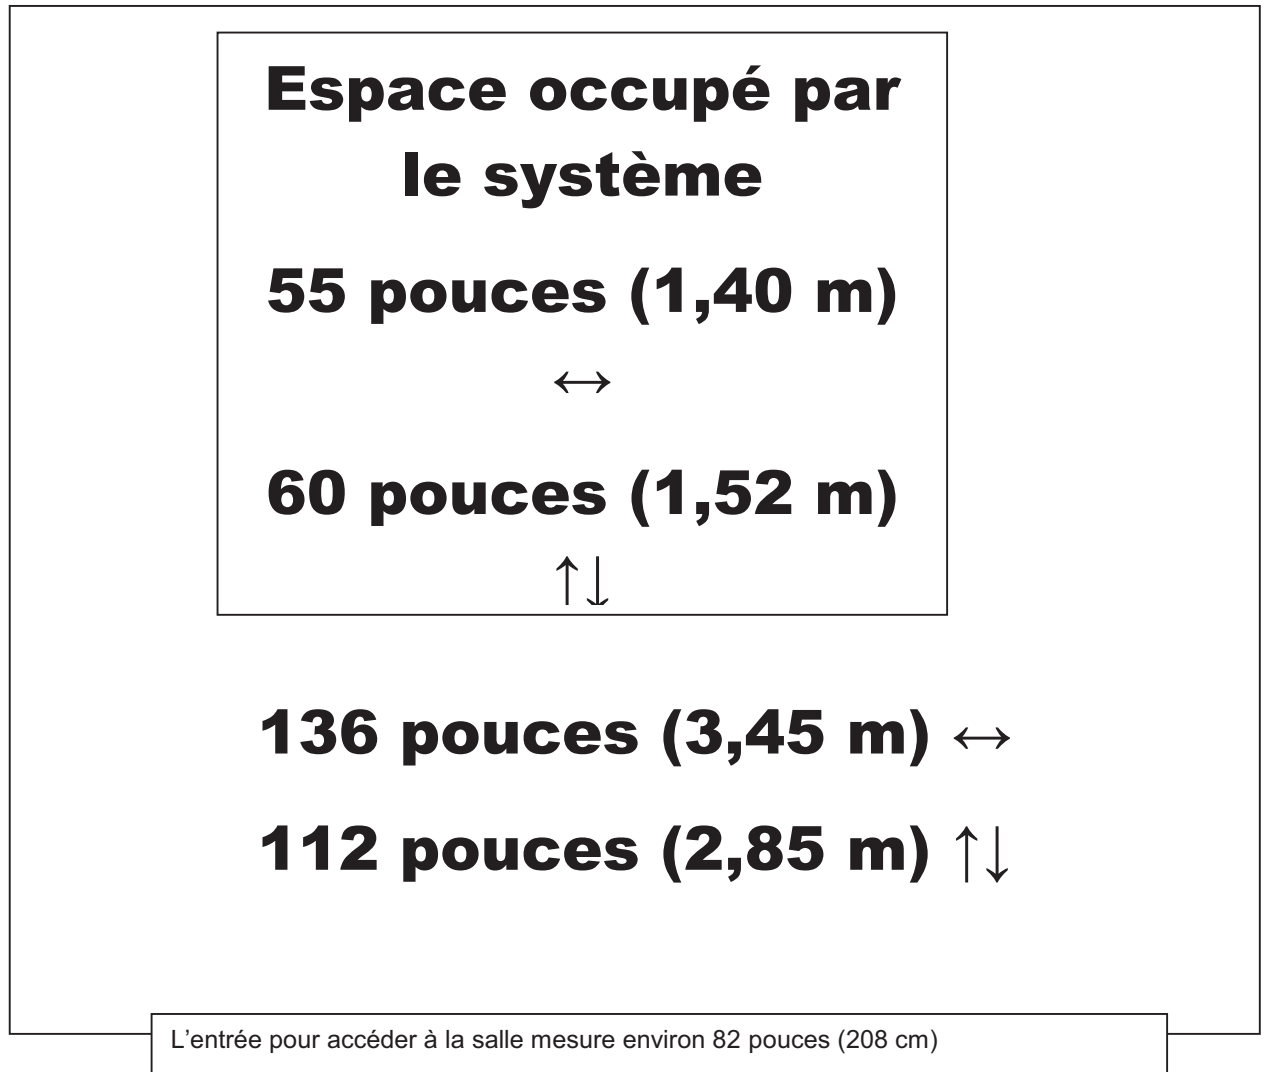 Espace occupé par
le système
55 pouces (1,40 m)
↔
60 pouces (1,52 m)
↑↓
136 pouces (3,45 m) ↔
112 pouces (2,85 m) ↑↓
L’entrée pour accéder à la salle mesure environ 82 pouces (208 cm)